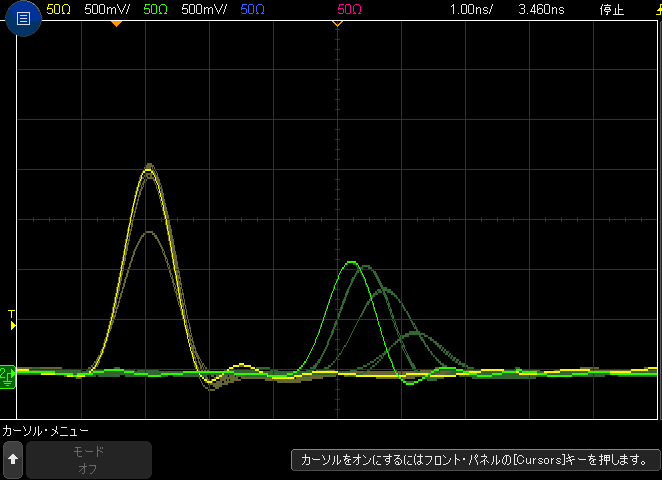 50Ω 500mV/ 50Ω 500mV/ 50Ω 50Ω 1.00ns/ 3.460ns 停止
T
2
カーソル・メニュー
モード
オフ
カーソルをオンにするにはフロント・パネルの[Cursors]キーを押します。